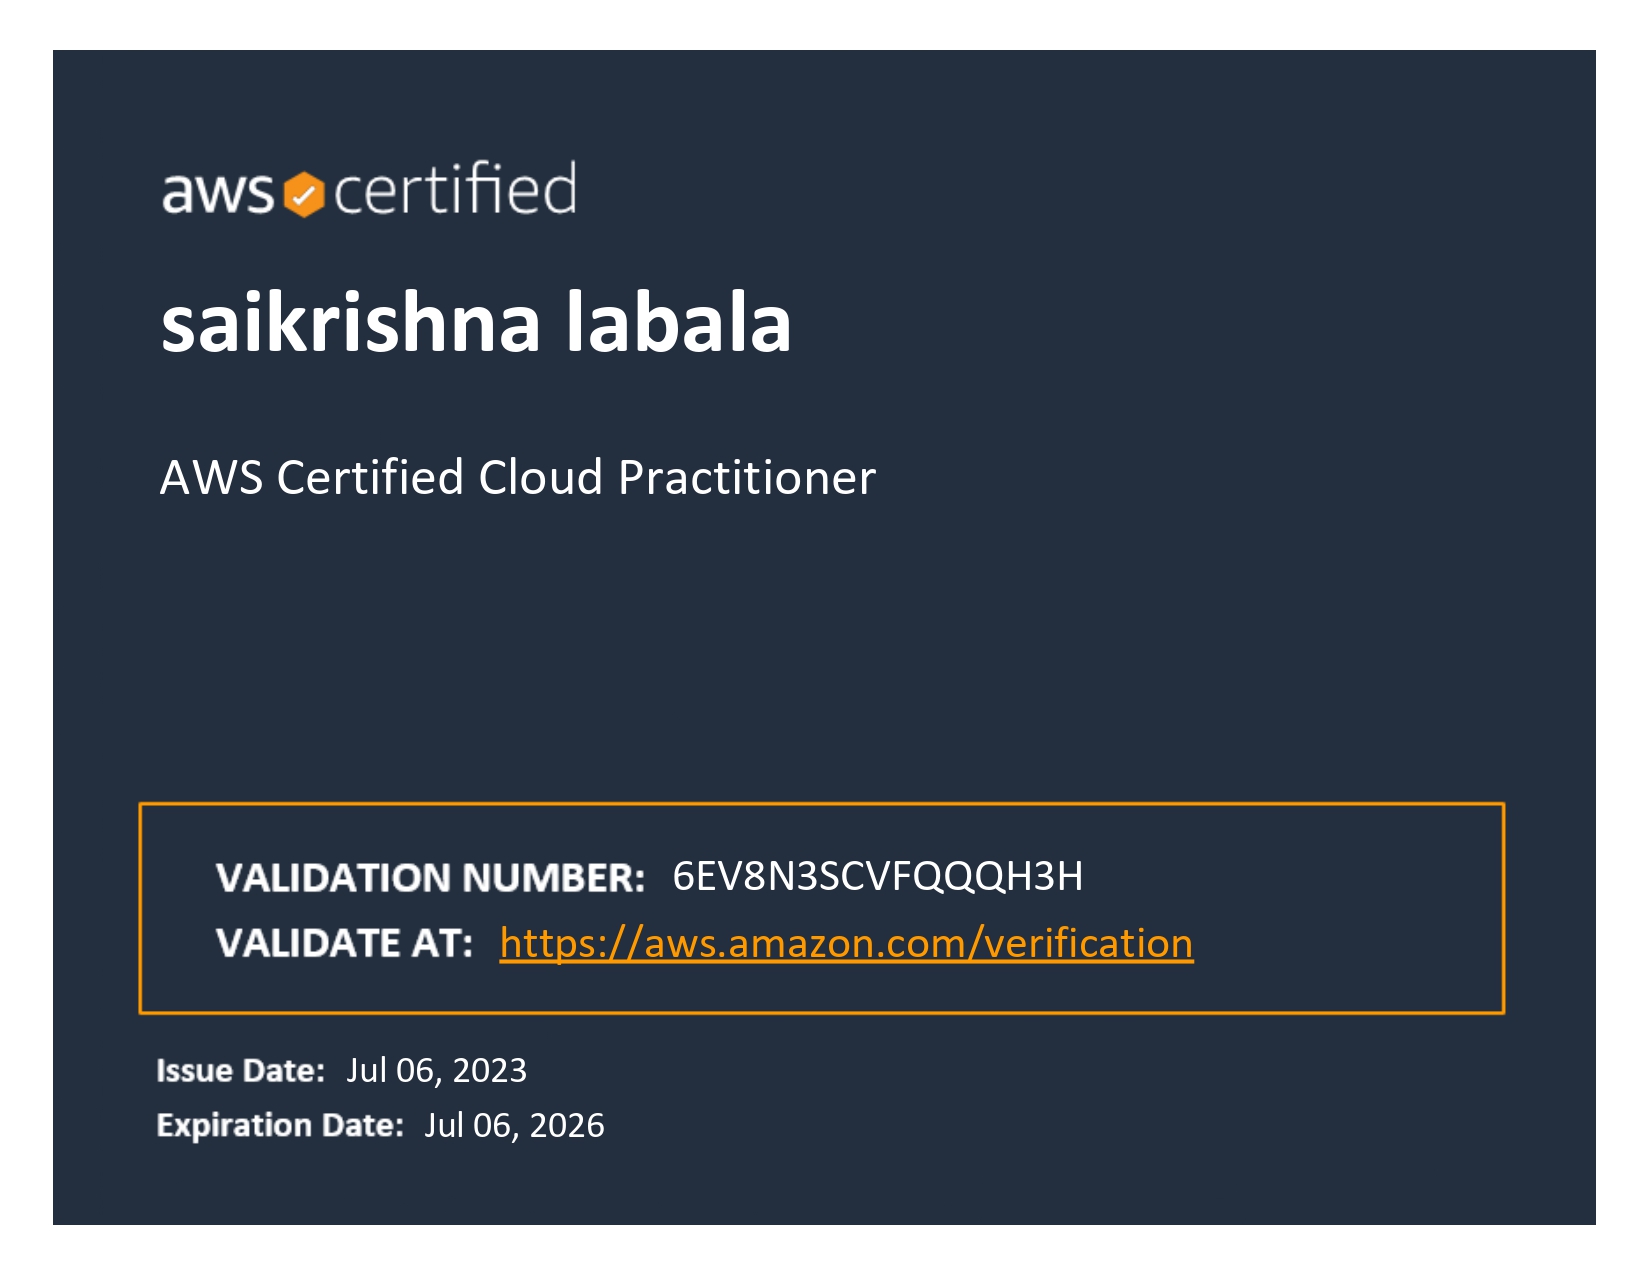 aws certified
saikrishna labala
AWS Certified Cloud Practitioner
VALIDATION NUMBER: 6EV8N3SCVFQQQH3H
VALIDATE AT: https://aws.amazon.com/verification
Issue Date: Jul 06, 2023
Expiration Date: Jul 06, 2026